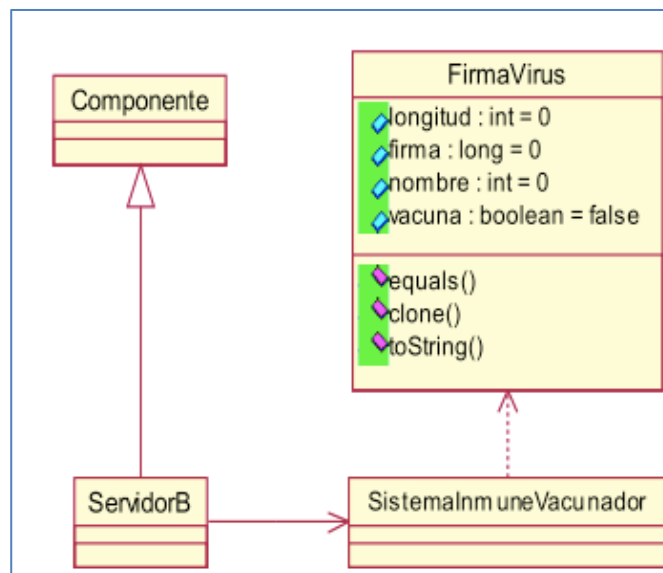 Componente
FirmaVirus
longitud : int = 0
firma : long = 0
nombre : int = 0
vacuna : boolean = false
equals()
clone()
toString()
ServidorB
SistemaInmuneVacunador